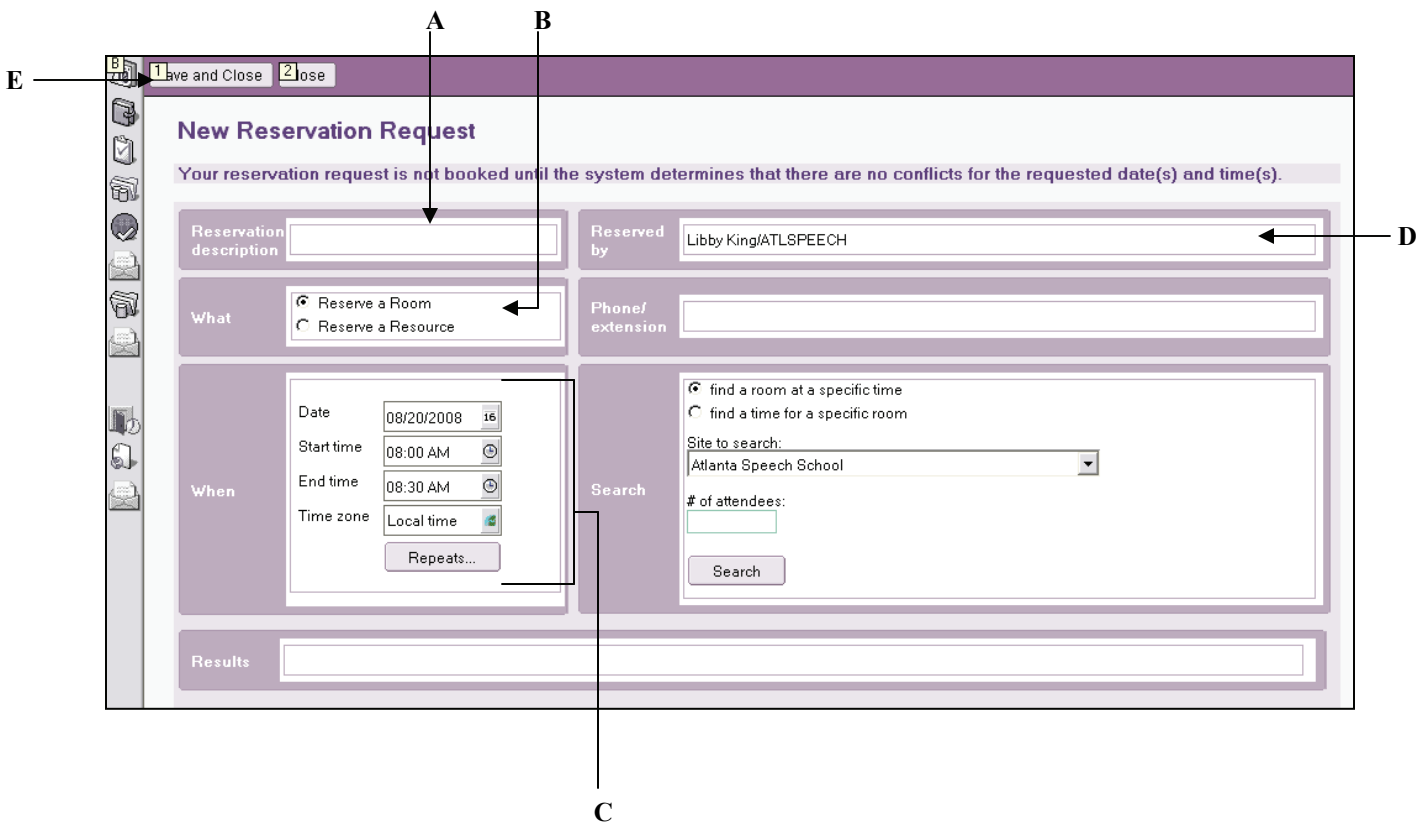 A B
E
B 1 ave and Close 2 lose
New Reservation Request
Your reservation request is not booked until the system determines that there are no conflicts for the requested date(s) and time(s).
Reservation description
Reserved by
Libby King/ATLSPEECH
D
What
Reserve a Room
Reserve a Resource
Phone/ extension
When
Date 08/20/2008 16
Start time 08:00 AM
End time 08:30 AM
Time zone Local time
Repeats...
Search
find a room at a specific time
find a time for a specific room
Site to search:
Atlanta Speech School
# of attendees:
Search
Results
C